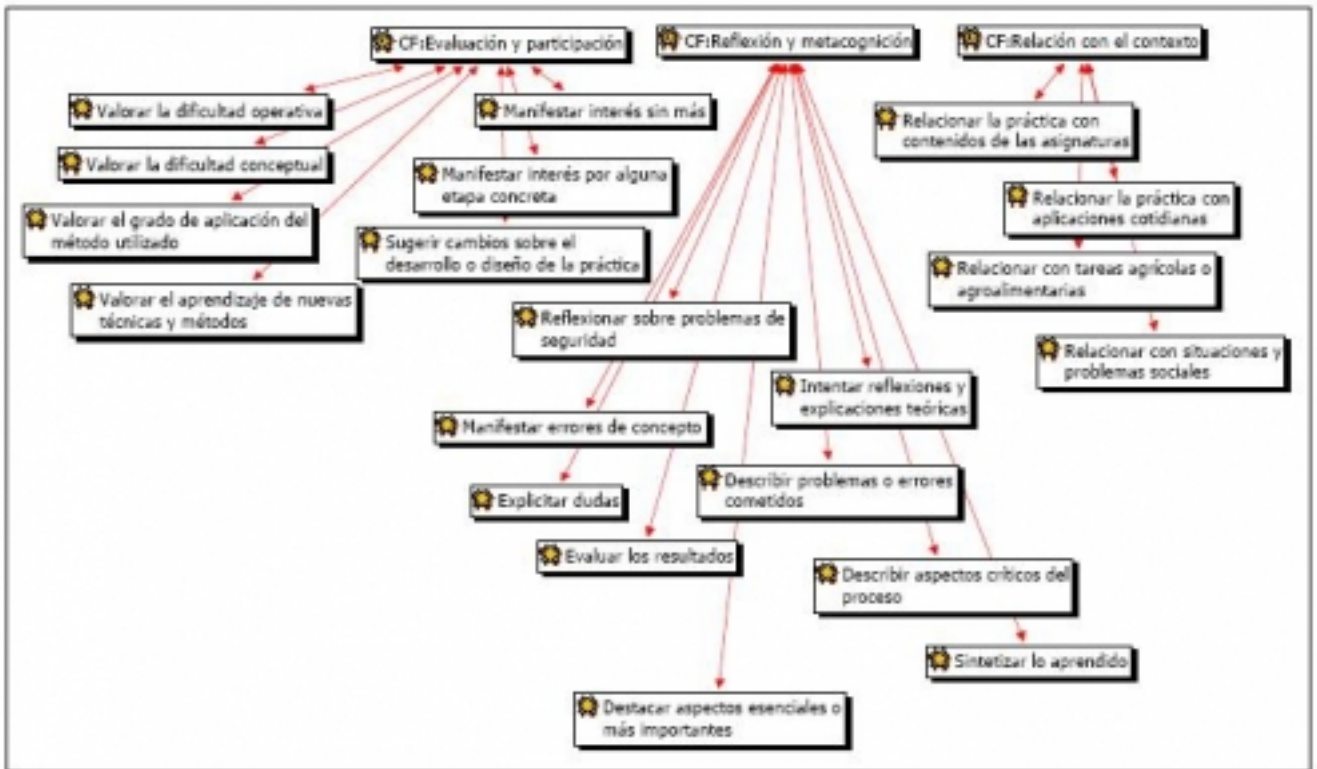 CF:Evaluación y participación
CF:Reflexión y metacognición
CF:Relación con el contexto
Valorar la dificultad operativa
Manifestar interés sin más
Relacionar la práctica con
contenidos de las asignaturas
Valorar la dificultad conceptual
Manifestar interés por alguna
etapa concreta
Relacionar la práctica con
aplicaciones cotidianas
Valorar el grado de aplicación del
método utilizado
Sugerir cambios sobre el
desarrollo o diseño de la práctica
Relacionar con tareas agrícolas o
agroalimentarias
Valorar el aprendizaje de nuevas
técnicas y métodos
Reflexionar sobre problemas de
seguridad
Relacionar con situaciones y
problemas sociales
Intentar reflexiones y
explicaciones teóricas
Manifestar errores de concepto
Describir problemas o errores
cometidos
Explicitar dudas
Evaluar los resultados
Describir aspectos críticos del
proceso
Sintetizar lo aprendido
Destacar aspectos esenciales o
más importantes